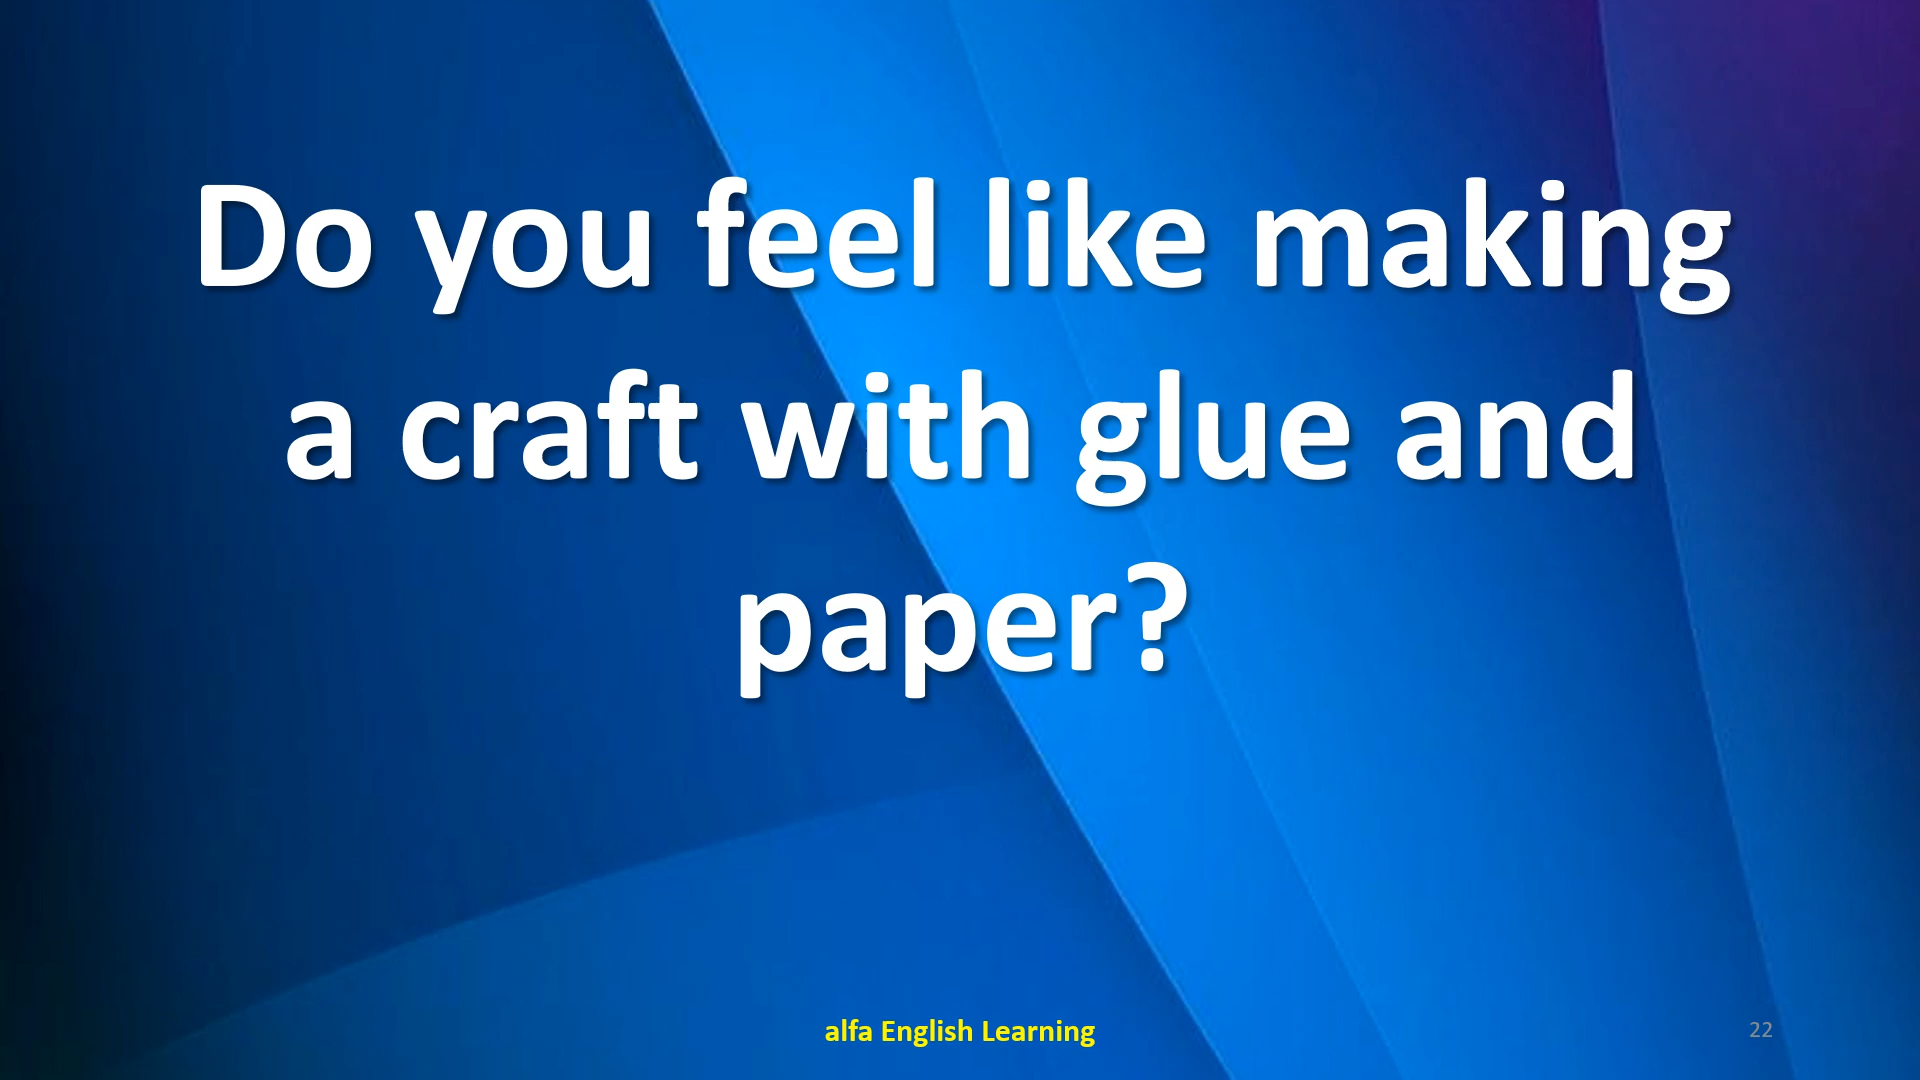 Do you feel like making
a craft with glue and
paper?
alfa English Learning
22